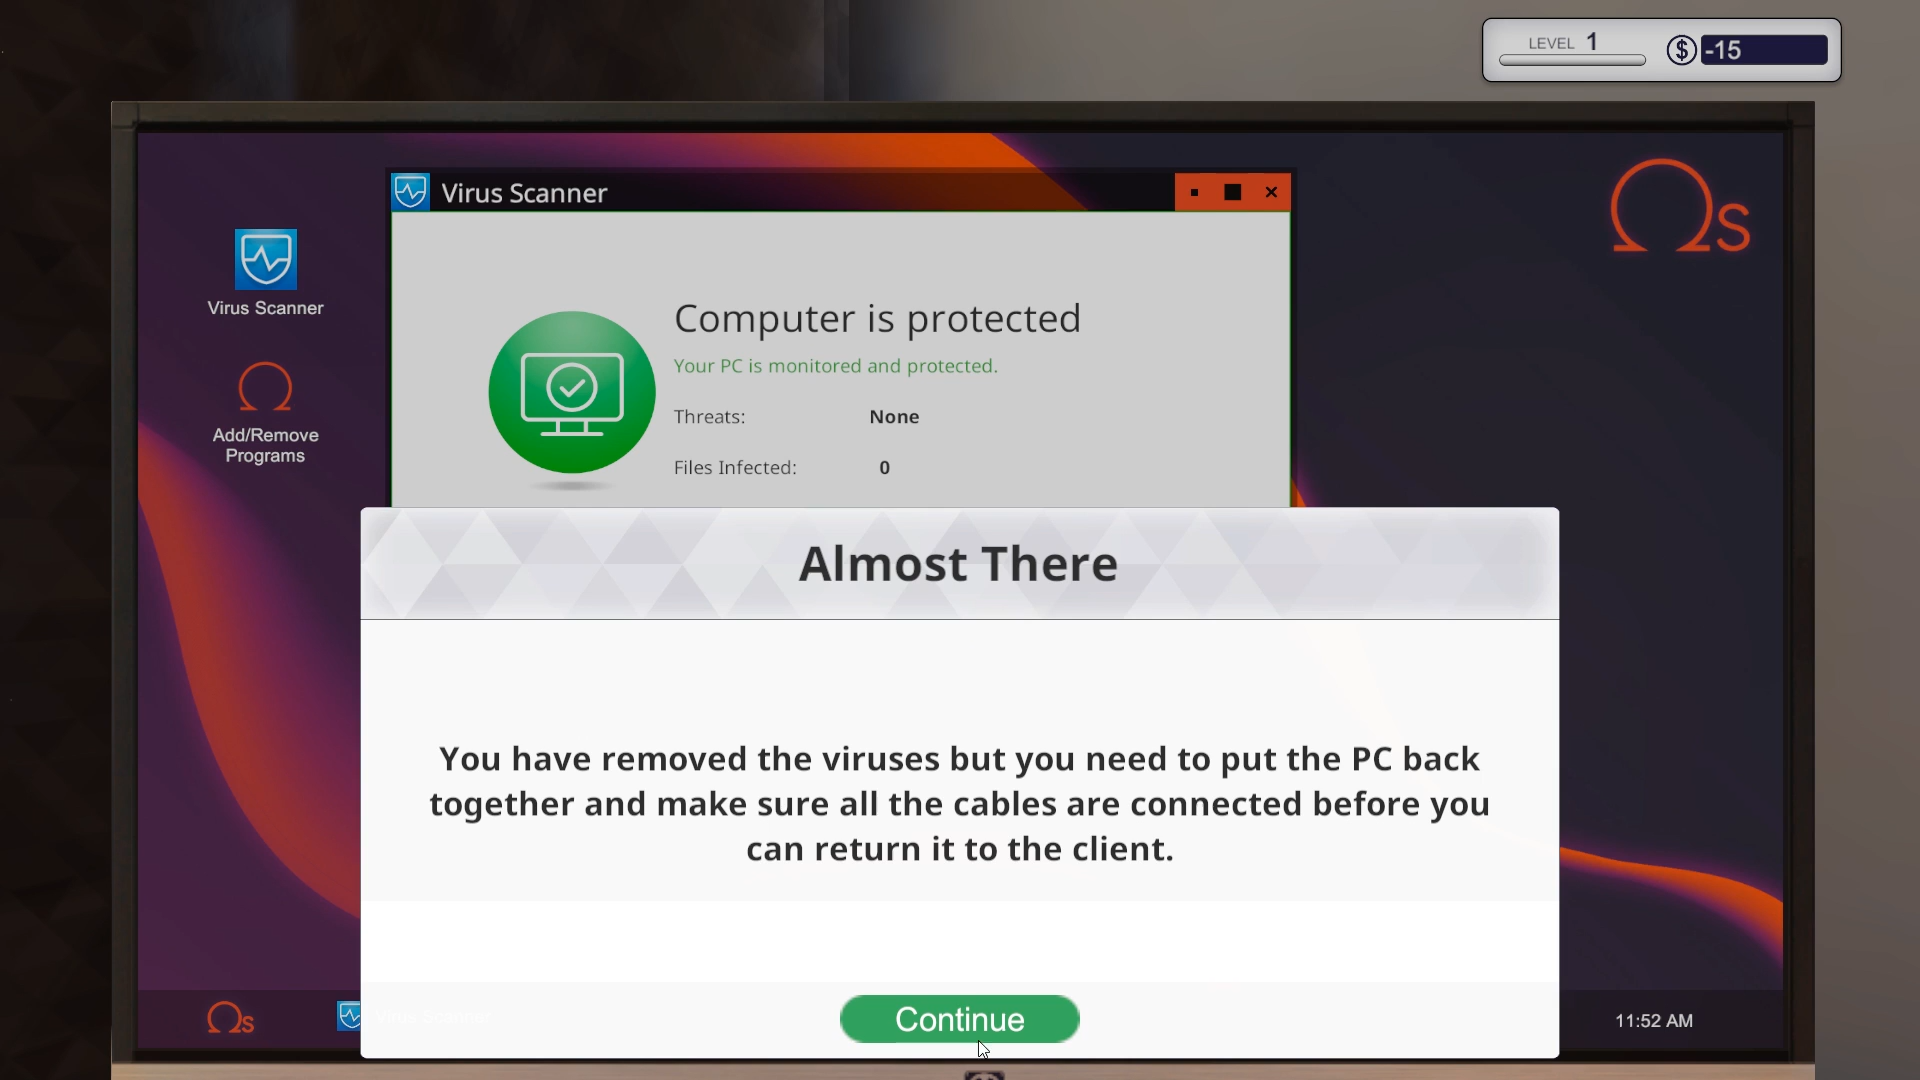 LEVEL 1
$ -15
Virus Scanner
Ωs
Virus Scanner
Computer is protected
Your PC is monitored and protected.
Threats: None
Files Infected: 0
Add/Remove
Programs
Almost There
You have removed the viruses but you need to put the PC back
together and make sure all the cables are connected before you
can return it to the client.
Continue
Ωs
Virus Scanner
11:52 AM